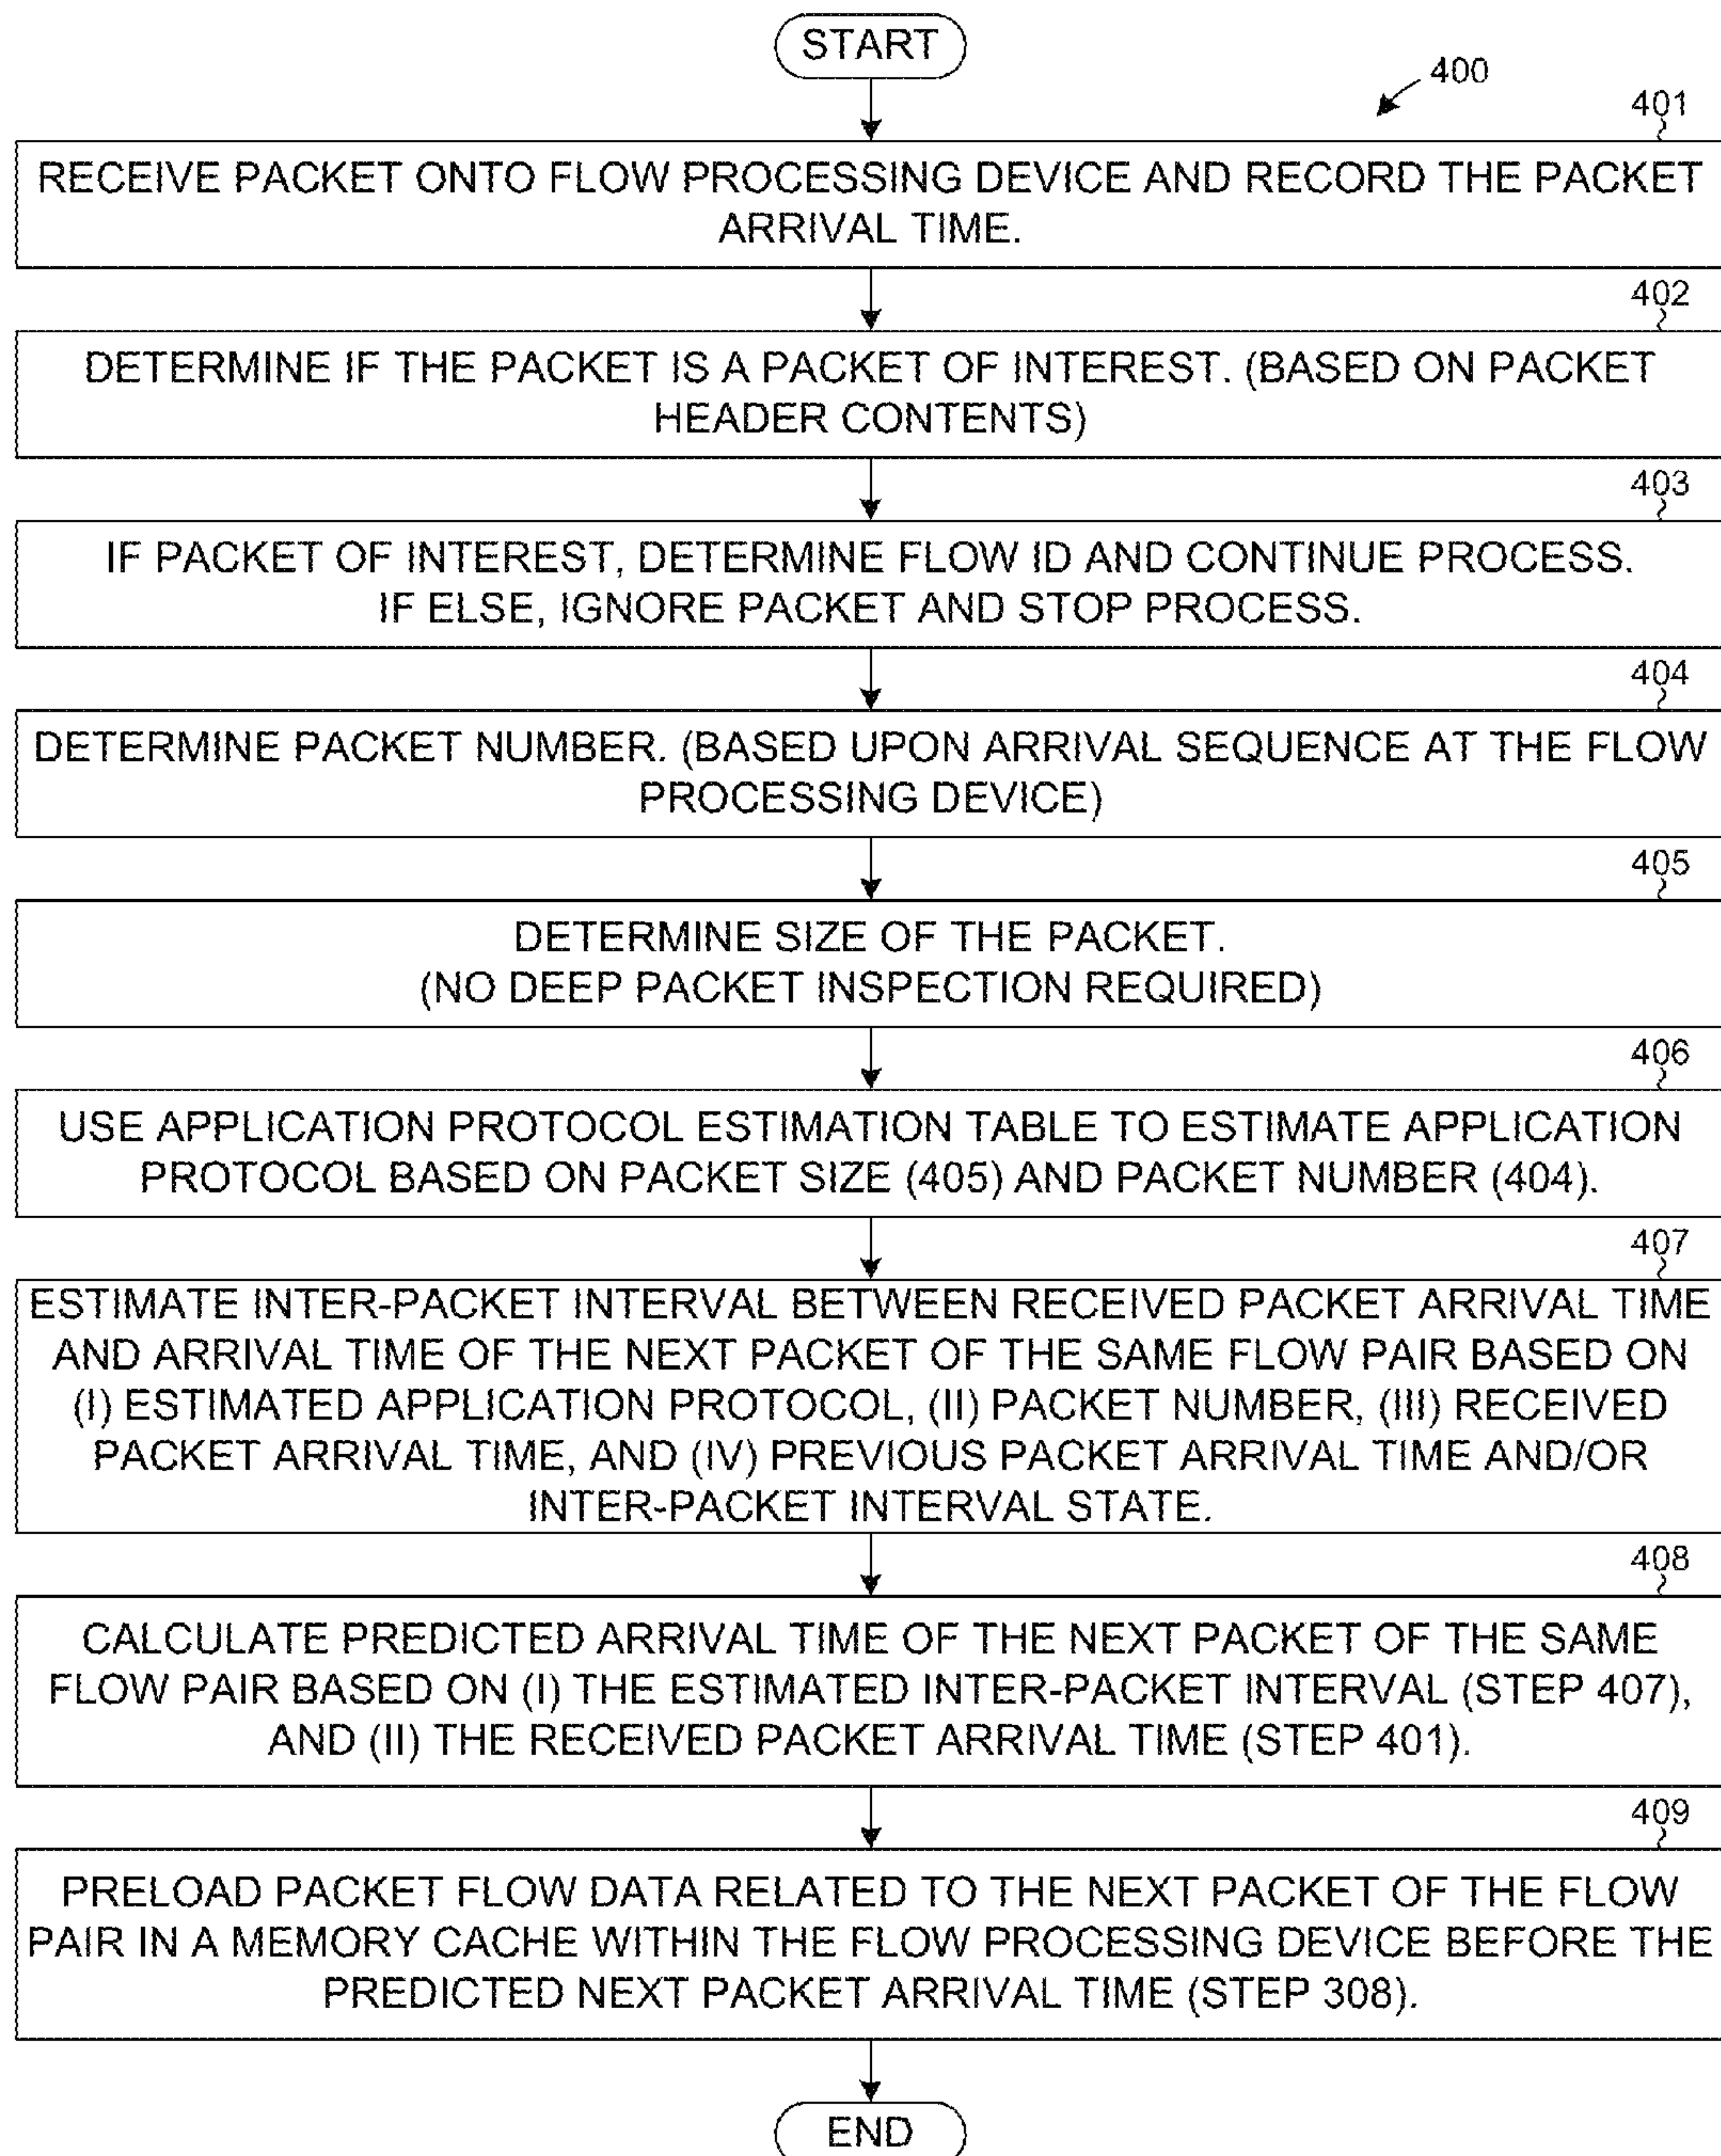 START
400
401
RECEIVE PACKET ONTO FLOW PROCESSING DEVICE AND RECORD THE PACKET
ARRIVAL TIME.
402
DETERMINE IF THE PACKET IS A PACKET OF INTEREST. (BASED ON PACKET
HEADER CONTENTS)
403
IF PACKET OF INTEREST, DETERMINE FLOW ID AND CONTINUE PROCESS.
IF ELSE, IGNORE PACKET AND STOP PROCESS.
404
DETERMINE PACKET NUMBER. (BASED UPON ARRIVAL SEQUENCE AT THE FLOW
PROCESSING DEVICE)
405
DETERMINE SIZE OF THE PACKET.
(NO DEEP PACKET INSPECTION REQUIRED)
406
USE APPLICATION PROTOCOL ESTIMATION TABLE TO ESTIMATE APPLICATION
PROTOCOL BASED ON PACKET SIZE (405) AND PACKET NUMBER (404).
407
ESTIMATE INTER-PACKET INTERVAL BETWEEN RECEIVED PACKET ARRIVAL TIME
AND ARRIVAL TIME OF THE NEXT PACKET OF THE SAME FLOW PAIR BASED ON
(I) ESTIMATED APPLICATION PROTOCOL, (II) PACKET NUMBER, (III) RECEIVED
PACKET ARRIVAL TIME, AND (IV) PREVIOUS PACKET ARRIVAL TIME AND/OR
INTER-PACKET INTERVAL STATE.
408
CALCULATE PREDICTED ARRIVAL TIME OF THE NEXT PACKET OF THE SAME
FLOW PAIR BASED ON (I) THE ESTIMATED INTER-PACKET INTERVAL (STEP 407),
AND (II) THE RECEIVED PACKET ARRIVAL TIME (STEP 401).
409
PRELOAD PACKET FLOW DATA RELATED TO THE NEXT PACKET OF THE FLOW
PAIR IN A MEMORY CACHE WITHIN THE FLOW PROCESSING DEVICE BEFORE THE
PREDICTED NEXT PACKET ARRIVAL TIME (STEP 308).
END